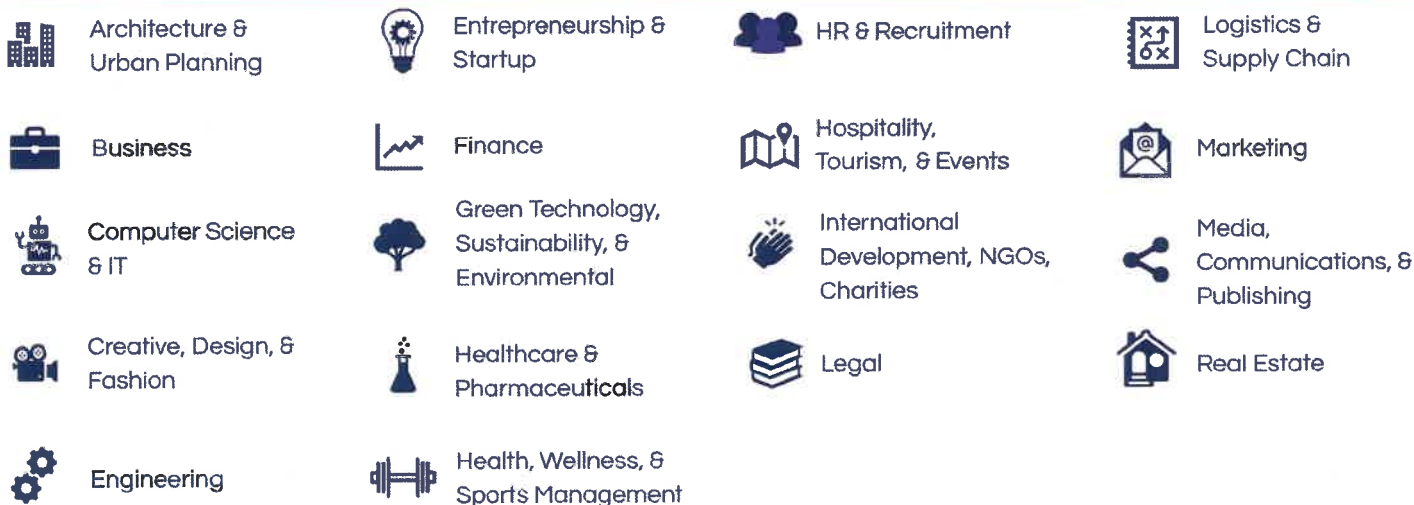 Architecture &
Urban Planning
Business
Computer Science
& IT
Creative, Design, &
Fashion
Engineering
Entrepreneurship &
Startup
Finance
Green Technology,
Sustainability, &
Environmental
Healthcare &
Pharmaceuticals
Health, Wellness, &
Sports Management
HR & Recruitment
Hospitality,
Tourism, & Events
International
Development, NGOs,
Charities
Legal
Logistics &
Supply Chain
Marketing
Media,
Communications, &
Publishing
Real Estate